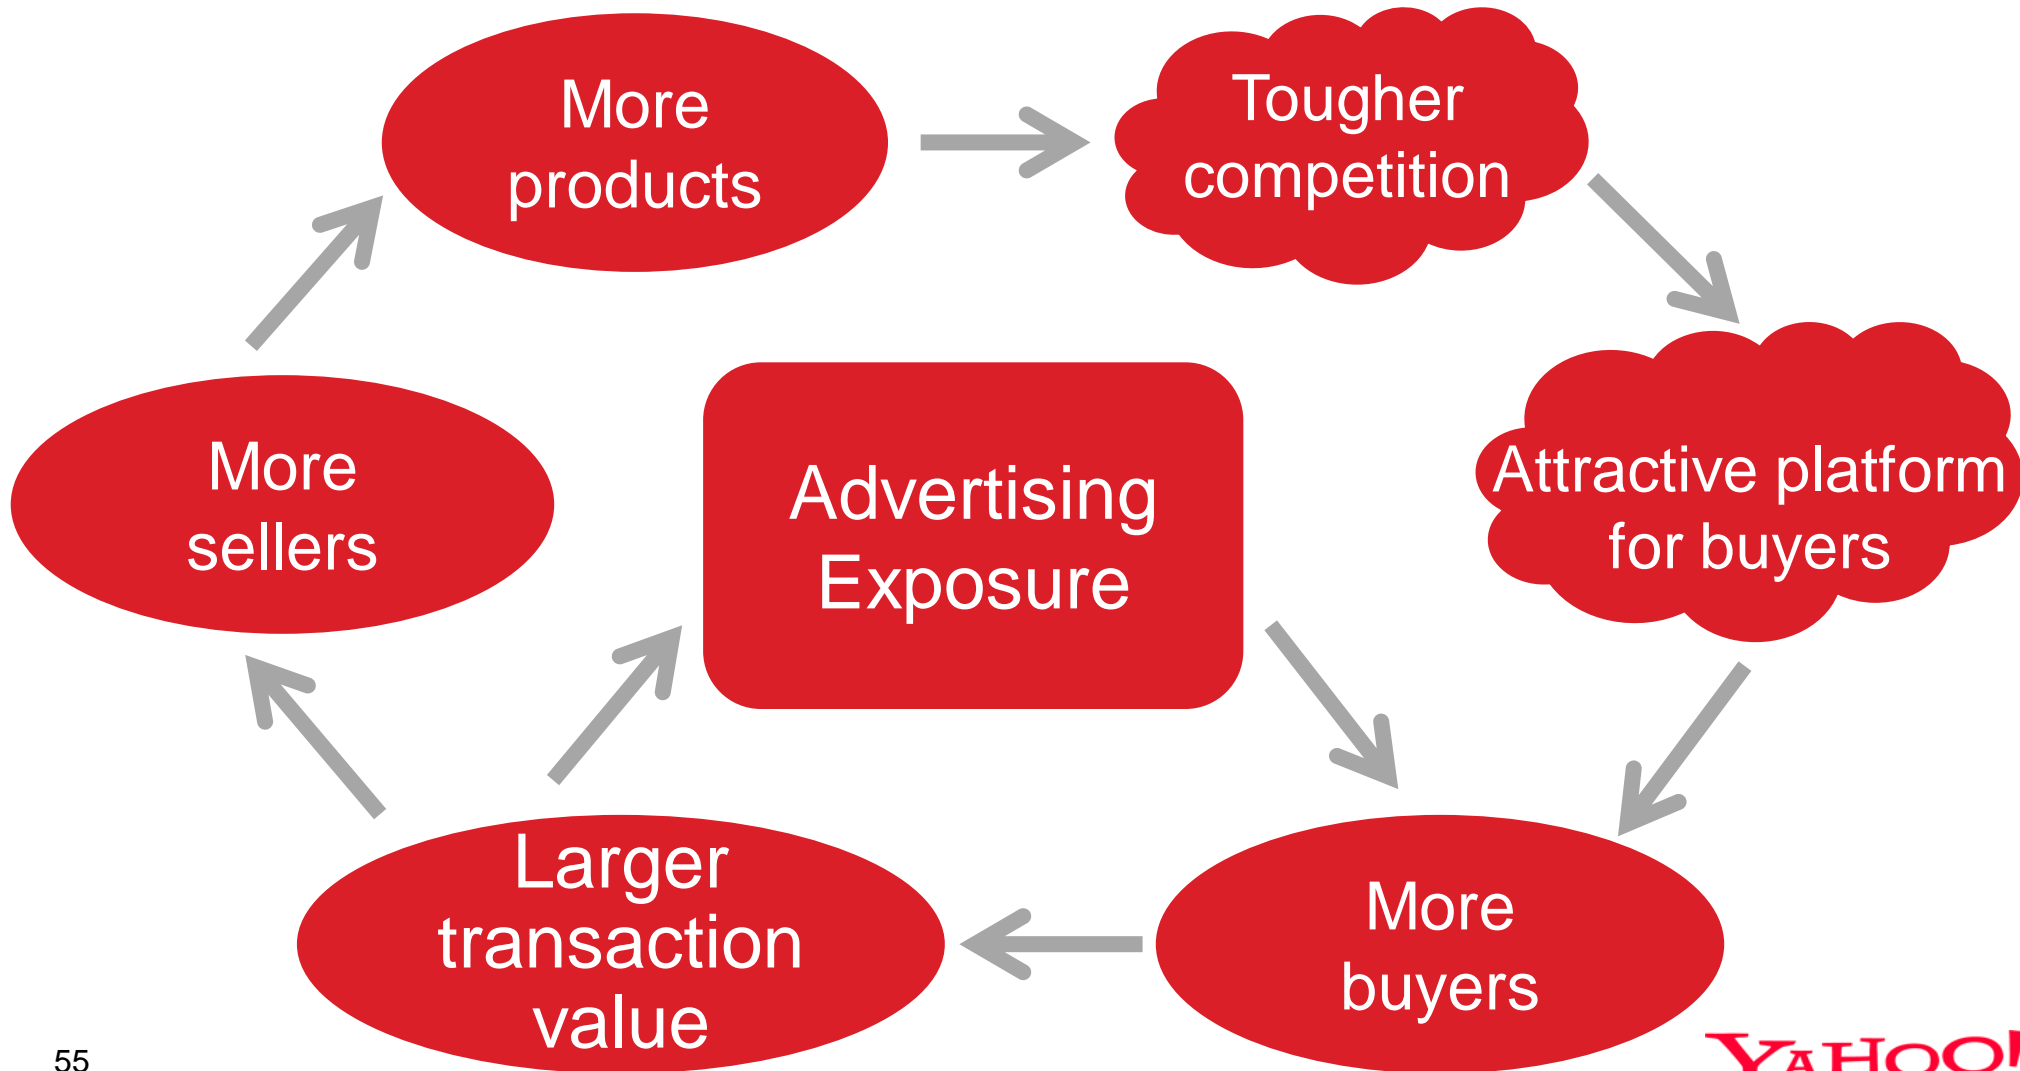 More
products
Tougher
competition
More
sellers
Advertising
Exposure
Attractive platform
for buyers
Larger
transaction
value
More
buyers
55
YAHOO!